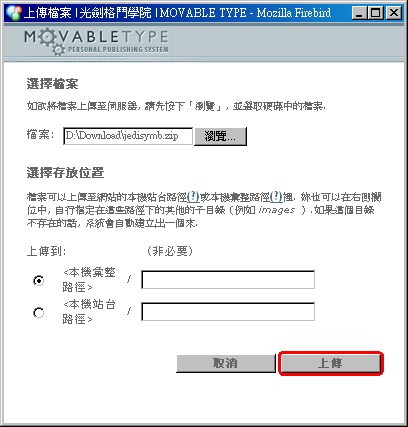 上傳檔案 | 光劍格鬥學院 | MOVABLE TYPE - Mozilla Firebird
MOVABLETYPE
PERSONAL PUBLISHING SYSTEM
選擇檔案
如欲將檔案上傳至伺服器, 請先按下「瀏覽」, 並選取硬碟中的檔案.
檔案: D:\Download\jedisymb.zip 瀏覽...
選擇存放位置
檔案可以上傳至網站的本機站台路徑(?)或本機彙整路徑(?)裡. 妳也可以在右側欄
位中, 自行指定在這些路徑下的其他的子目錄 (例如 images ) .如果這個目錄
不存在的話, 系統會自動建立出一個來.
上傳到: (非必要)
<本機彙整 /
路徑>
<本機站台 /
路徑>
取消 上傳